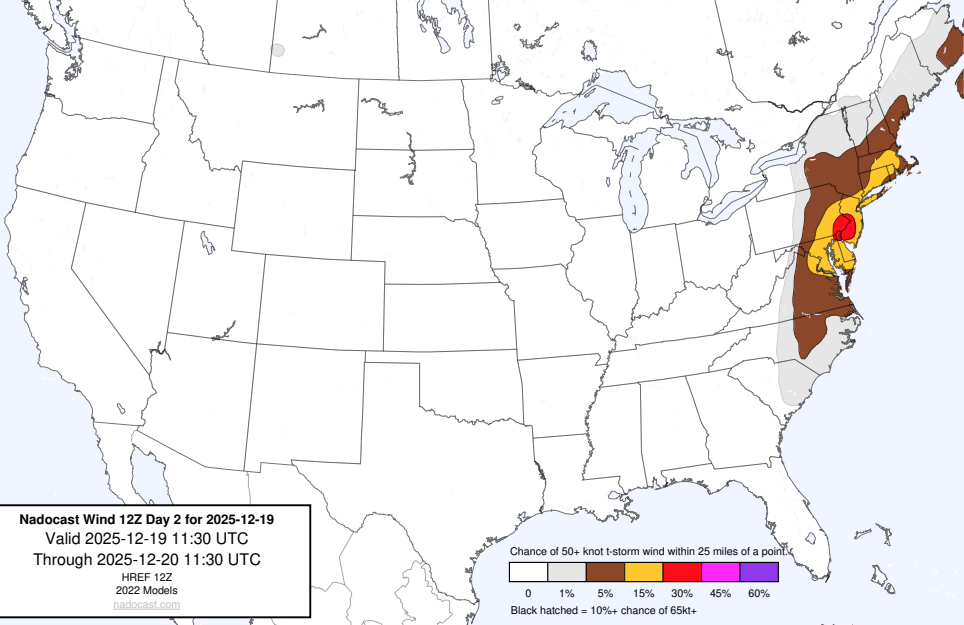 Nadocast Wind 12Z Day 2 for 2025-12-19
Valid 2025-12-19 11:30 UTC
Through 2025-12-20 11:30 UTC
HREF 12Z
2022 Models
nadocast.com
Chance of 50+ knot t-storm wind within 25 miles of a point.
0 1% 5% 15% 30% 45% 60%
Black hatched = 10%+ chance of 65kt+